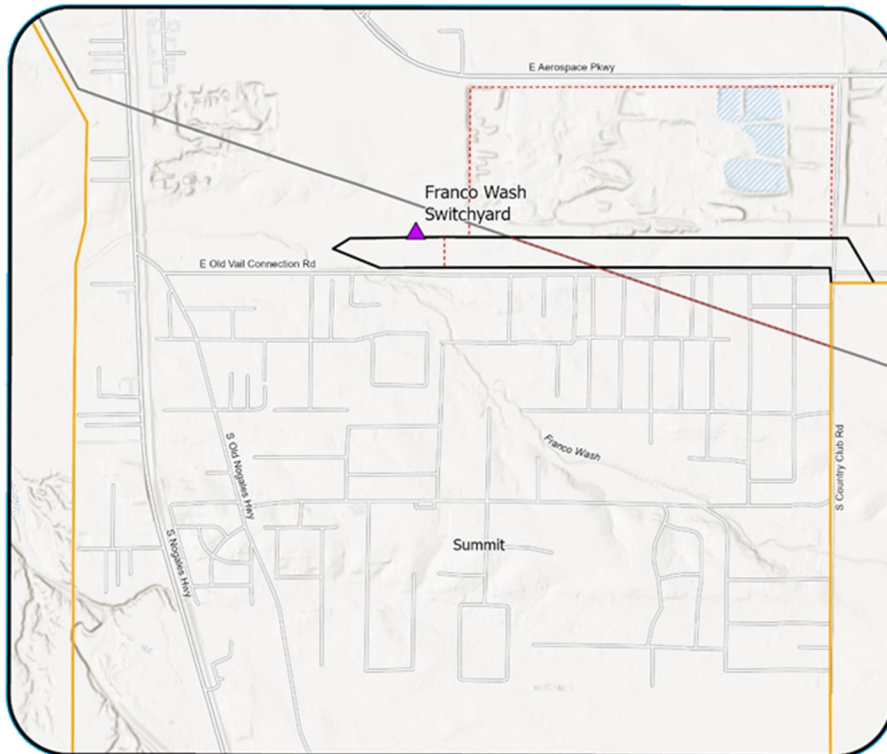 E Aerospace Pkwy
Franco Wash
Switchyard
E Old Vail Connection Rd
S Old Nogales Hwy
Franco Wash
S Country Club Rd
S Nogales Hwy
Summit